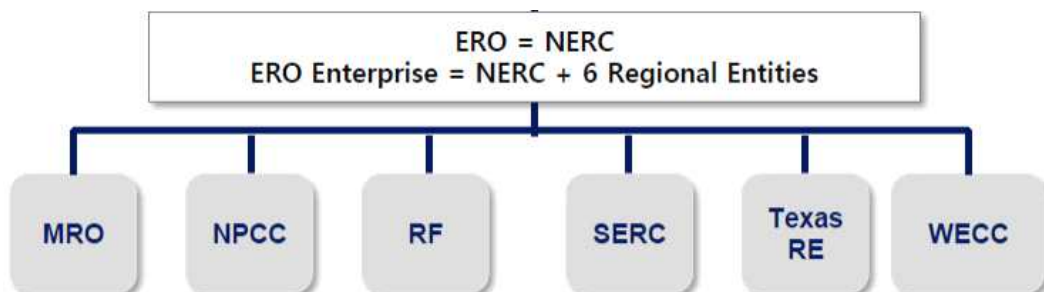 ERO = NERC
ERO Enterprise = NERC + 6 Regional Entities
MRO
NPCC
RF
SERC
Texas
RE
WECC